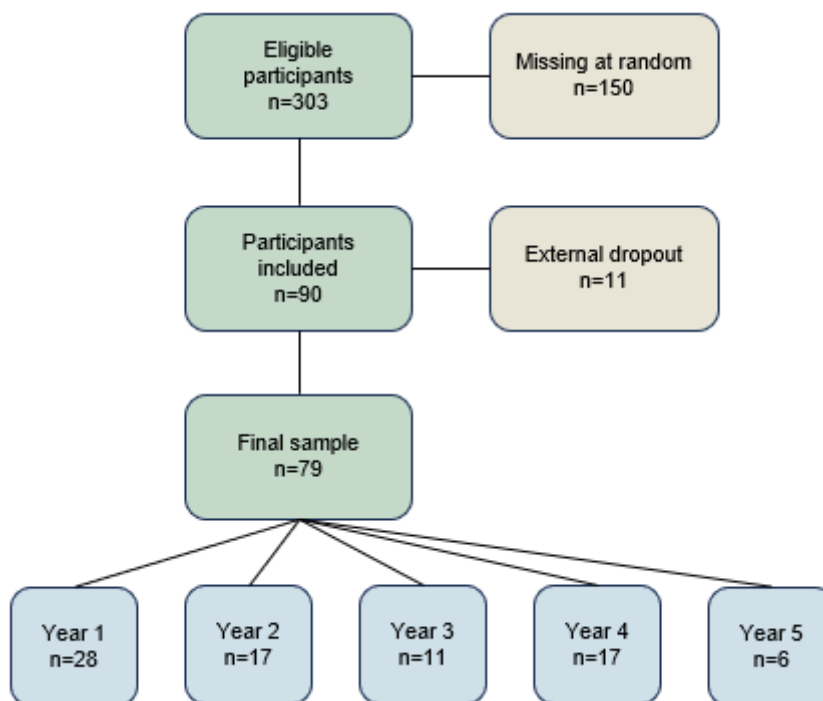 Eligible
participants
n=303
Missing at random
n=150
Participants
included
n=90
External dropout
n=11
Final sample
n=79
Year 1
n=28
Year 2
n=17
Year 3
n=11
Year 4
n=17
Year 5
n=6